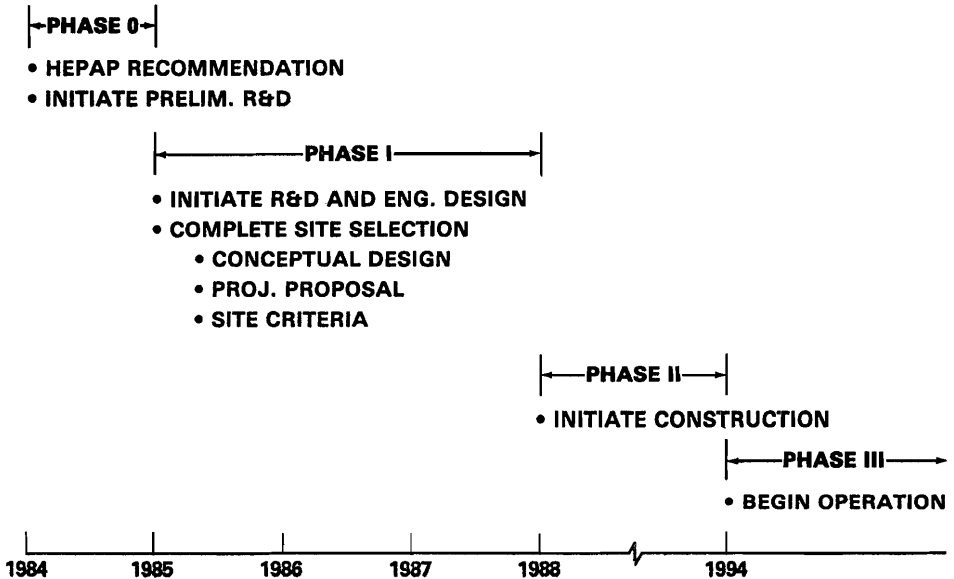 PHASE 0
• HEPAP RECOMMENDATION
• INITIATE PRELIM. R&D
PHASE I
• INITIATE R&D AND ENG. DESIGN
• COMPLETE SITE SELECTION
• CONCEPTUAL DESIGN
• PROJ. PROPOSAL
• SITE CRITERIA
PHASE II
• INITIATE CONSTRUCTION
PHASE III
• BEGIN OPERATION
1984 1985 1986 1987 1988 1994